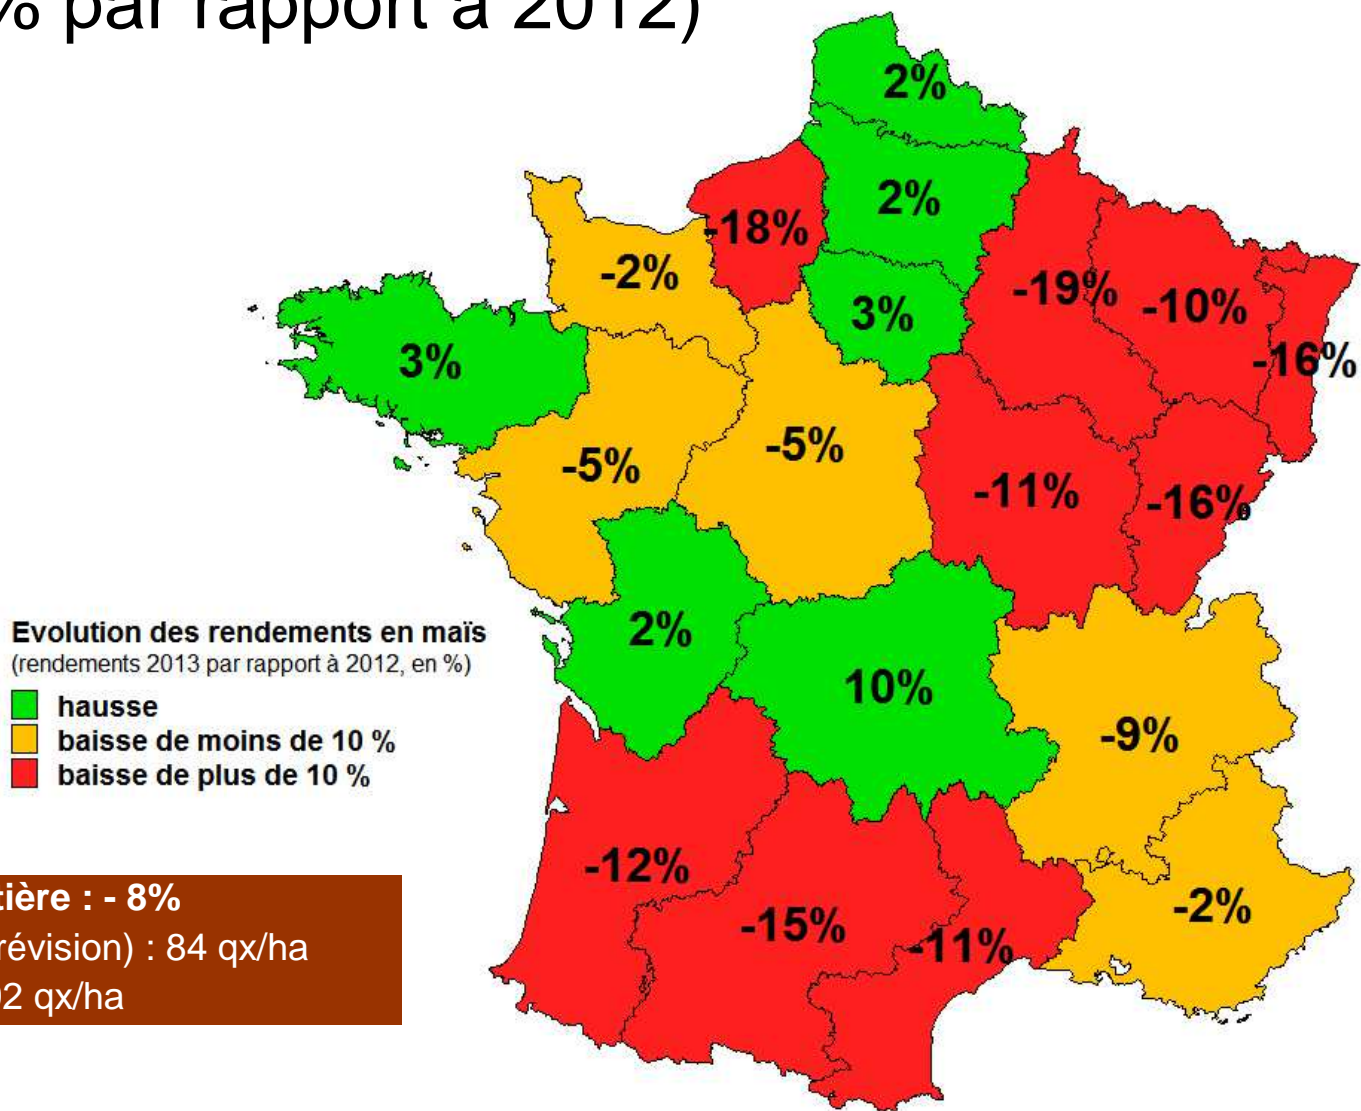 % par rapport à 2012)
2%
2%
-18%
-2%
3%
-19%
-10%
-16%
3%
-5%
-5%
-11%
-16%
2%
10%
-9%
-12%
-15%
-11%
-2%
Evolution des rendements en maïs
(rendements 2013 par rapport à 2012, en %)
hausse
baisse de moins de 10 %
baisse de plus de 10 %
tière : - 8%
révision) : 84 qx/ha
2 qx/ha